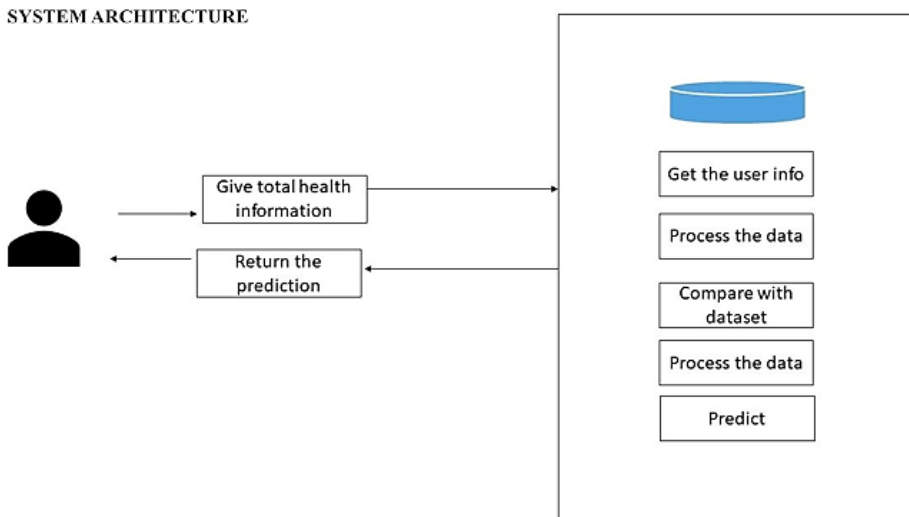 SYSTEM ARCHITECTURE
Give total health
information
Return the
prediction
Get the user info
Process the data
Compare with
dataset
Process the data
Predict